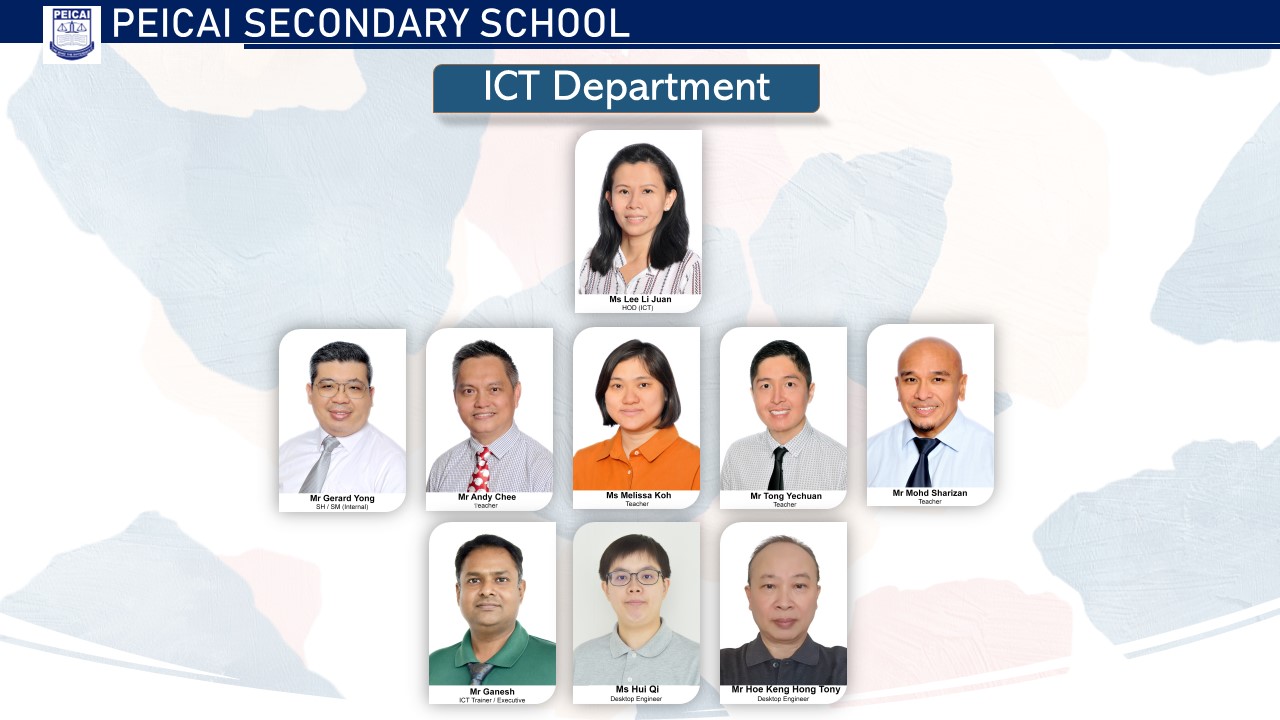 PEICAI
PEICAI SECONDARY SCHOOL
ICT Department
Ms Lee Li Juan
HOD (ICT)
Mr Gerard Yong
SH / SM (Internal)
Mr Andy Chee
Teacher
Ms Melissa Koh
Teacher
Mr Tong Yechuan
Teacher
Mr Mohd Sharizan
Teacher
Mr Ganesh
ICT Trainer / Executive
Ms Hui Qi
Desktop Engineer
Mr Hoe Keng Hong Tony
Desktop Engineer